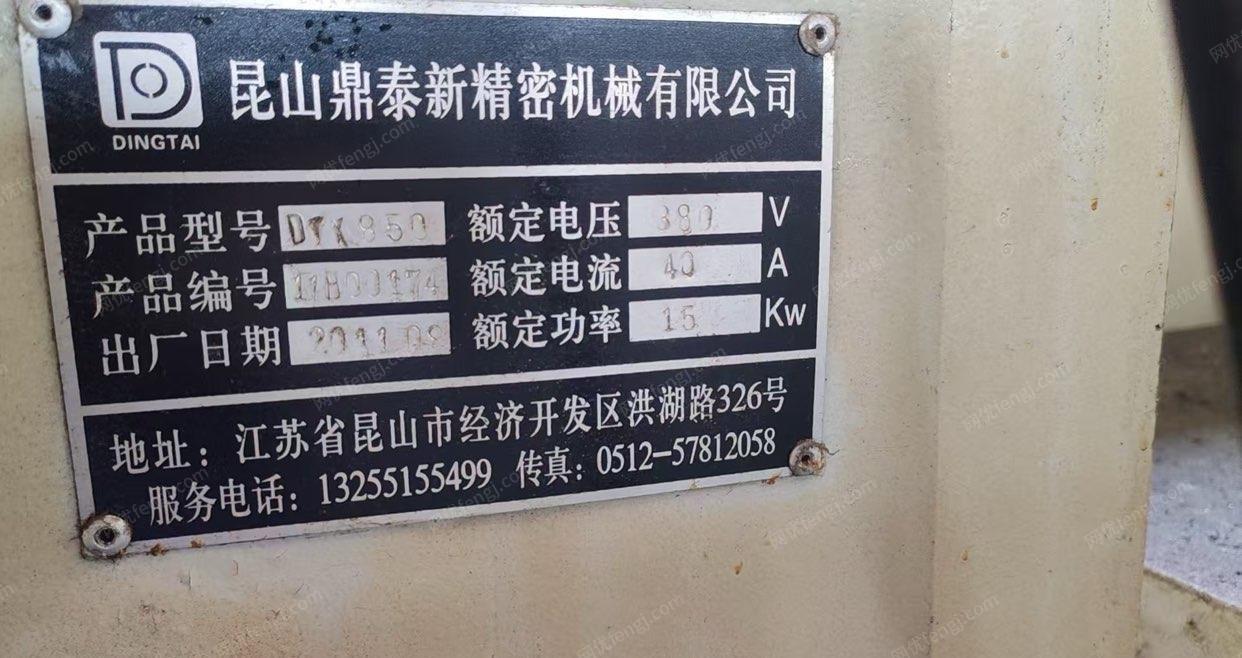 昆山鼎泰新精密机械有限公司
DINGTAI
产品型号 DTX850 额定电压 380 V
产品编号 11H00174 额定电流 40 A
出厂日期 201109 额定功率 15 Kw
地址：江苏省昆山市经济开发区洪湖路326号
服务电话：13255155499 传真：0512-57812058